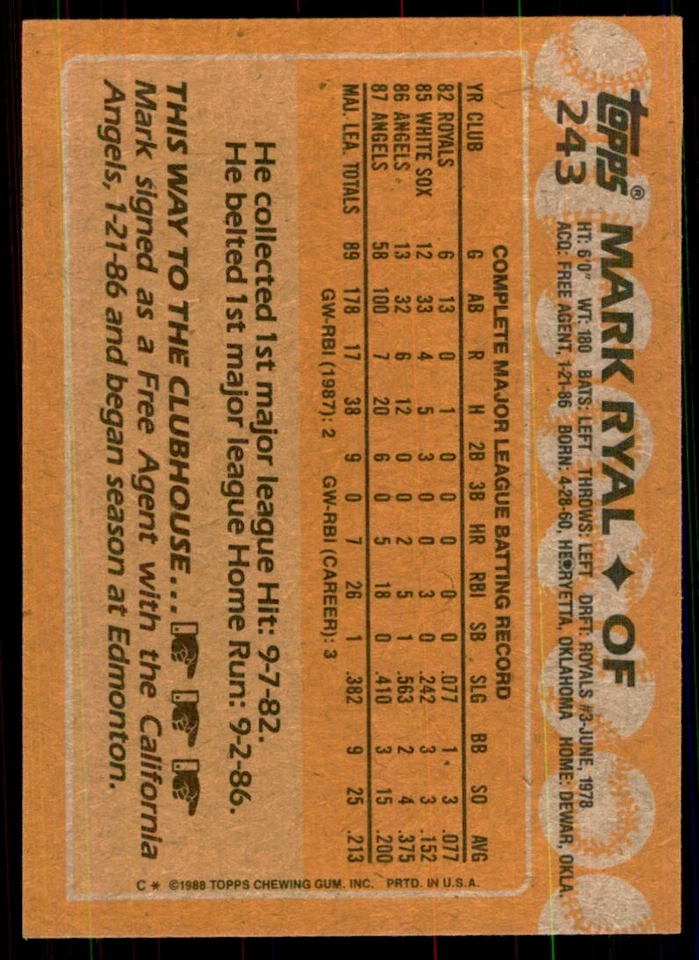 topps®
243
MARK RYAL ✦ OF
HT: 6'0" WT: 180 BATS: LEFT THROWS: LEFT DRFT: ROYALS #3-JUNE, 1978
ACQ: FREE AGENT, 1-21-86 BORN: 4-28-60, HENRYETTA, OKLAHOMA HOME: DEWAR, OKLA.
COMPLETE MAJOR LEAGUE BATTING RECORD
YR CLUB G AB R H 2B 3B HR RBI SB SLG BB SO AVG
82 ROYALS 6 13 0 1 0 0 0 0 0 .077 1 3 .077
85 WHITE SOX 12 33 4 5 3 0 0 3 0 .242 3 3 .152
86 ANGELS 13 32 6 12 0 0 2 5 1 .563 2 4 .375
87 ANGELS 58 100 7 20 6 0 5 18 0 .410 3 15 .200
MAJ. LEA. TOTALS 89 178 17 38 9 0 7 26 1 .382 9 25 .213
GW-RBI (1987): 2 GW-RBI (CAREER): 3
He collected 1st major league Hit: 9-7-82.
He belted 1st major league Home Run: 9-2-86.
THIS WAY TO THE CLUBHOUSE...
Mark signed as a Free Agent with the California
Angels, 1-21-86 and began season at Edmonton.
C * ©1988 TOPPS CHEWING GUM, INC. PRTD. IN U.S.A.